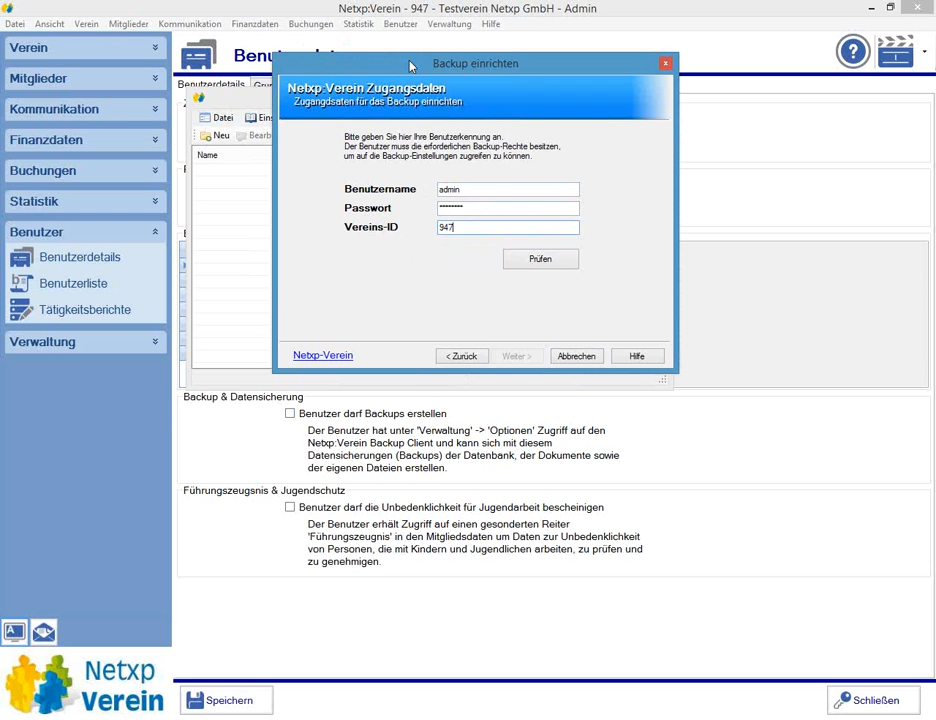 Netxp:Verein - 947 - Testverein Netxp GmbH - Admin
Datei Ansicht Verein Mitglieder Kommunikation Finanzdaten Buchungen Statistik Benutzer Verwaltung Hilfe
Verein
Mitglieder
Kommunikation
Finanzdaten
Buchungen
Statistik
Benutzer
Benutzerdetails
Benutzerliste
Tätigkeitsberichte
Verwaltung
Netxp
Verein
Benutzerdetails
Datei
Neu
Name
Backup einrichten
Netxp:Verein Zugangsdaten
Zugangdsaten für das Backup einrichten
Bitte geben Sie hier Ihre Benutzerkennung an.
Der Benutzer muss die erforderlichen Backup-Rechte besitzen,
um auf die Backup-Einstellungen zugreifen zu können.
Benutzername admin
Passwort
Vereins-ID 947
Prüfen
Netxp-Verein < Zurück Weiter > Abbrechen Hilfe
Backup & Datensicherung
Benutzer darf Backups erstellen
Der Benutzer hat unter 'Verwaltung' -> 'Optionen' Zugriff auf den
Netxp:Verein Backup Client und kann sich mit diesem
Datensicherungen (Backups) der Datenbank, der Dokumente sowie
der eigenen Dateien erstellen.
Führungszeugsnis & Jugendschutz
Benutzer darf die Unbedenklichkeit für Jugendarbeit bescheinigen
Der Benutzer erhält Zugriff auf einen gesonderten Reiter
'Führungszeugnis' in den Mitgliedsdaten um Daten zur Unbedenklichkeit
von Personen, die mit Kindern und Jugendlichen arbeiten, zu prüfen und
zu genehmigen.
Speichern Schließen